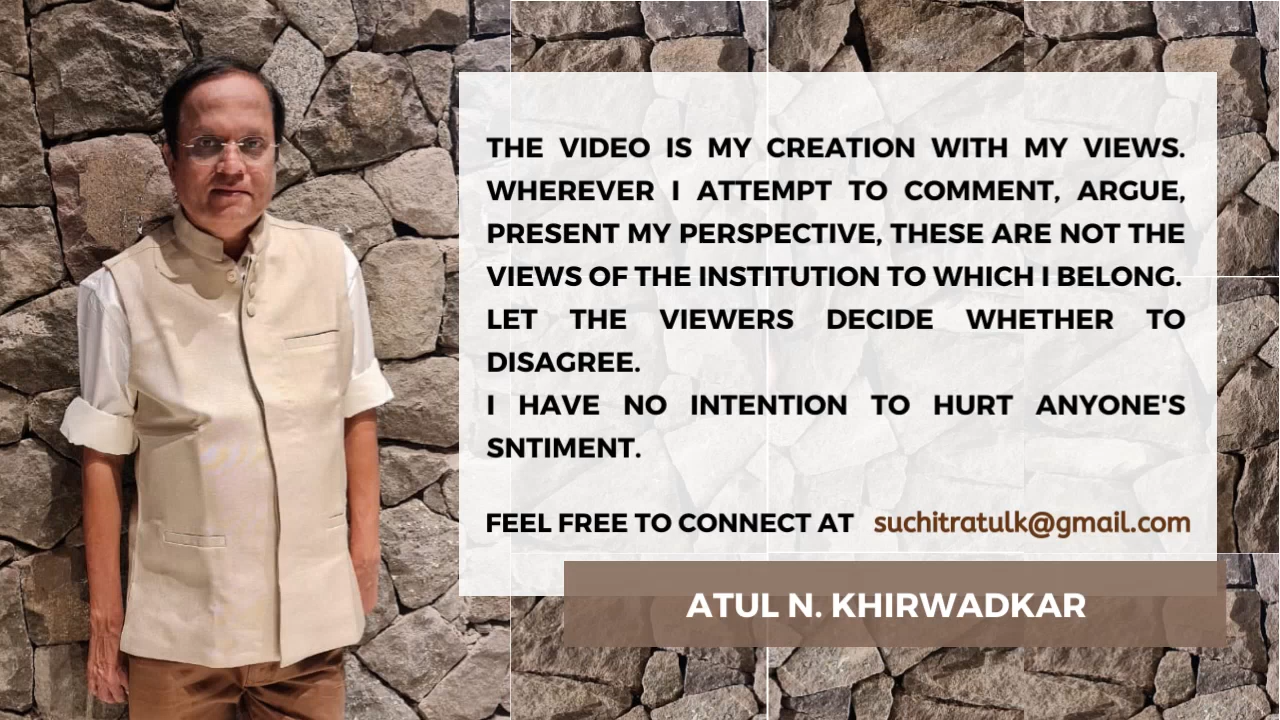 THE VIDEO IS MY CREATION WITH MY VIEWS.
WHEREVER I ATTEMPT TO COMMENT, ARGUE,
PRESENT MY PERSPECTIVE, THESE ARE NOT THE
VIEWS OF THE INSTITUTION TO WHICH I BELONG.
LET THE VIEWERS DECIDE WHETHER TO
DISAGREE.
I HAVE NO INTENTION TO HURT ANYONE'S
SNTIMENT.
FEEL FREE TO CONNECT AT suchitratulk@gmail.com
ATUL N. KHIRWADKAR